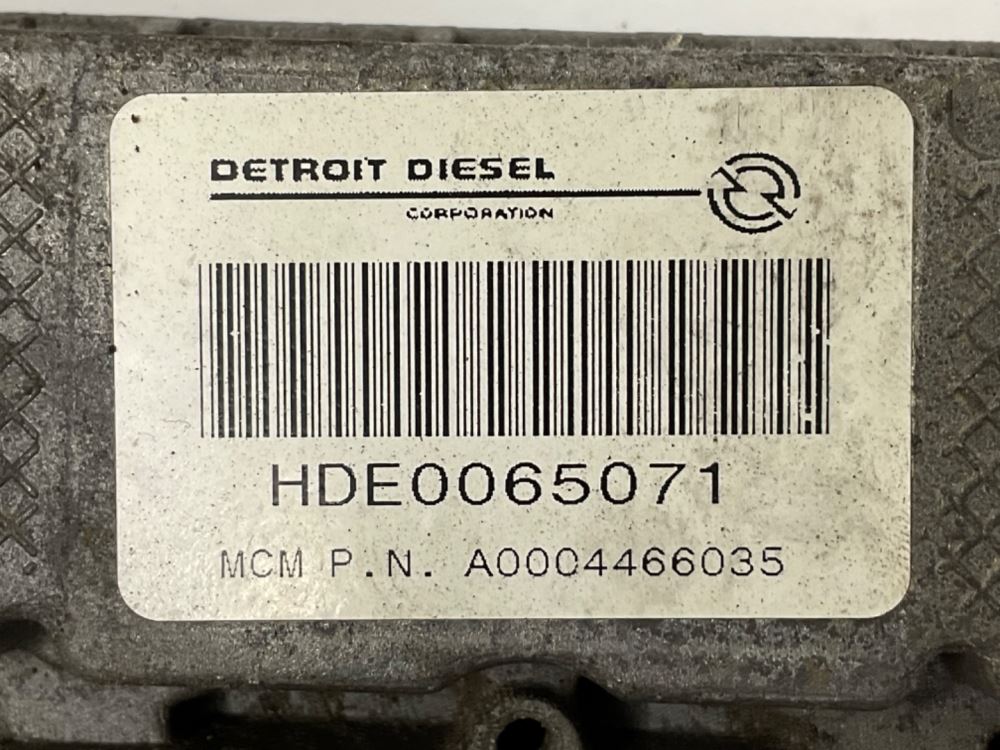 DETROIT DIESEL
CORPORATION
HDE0065071
MCM P.N. A0004466035